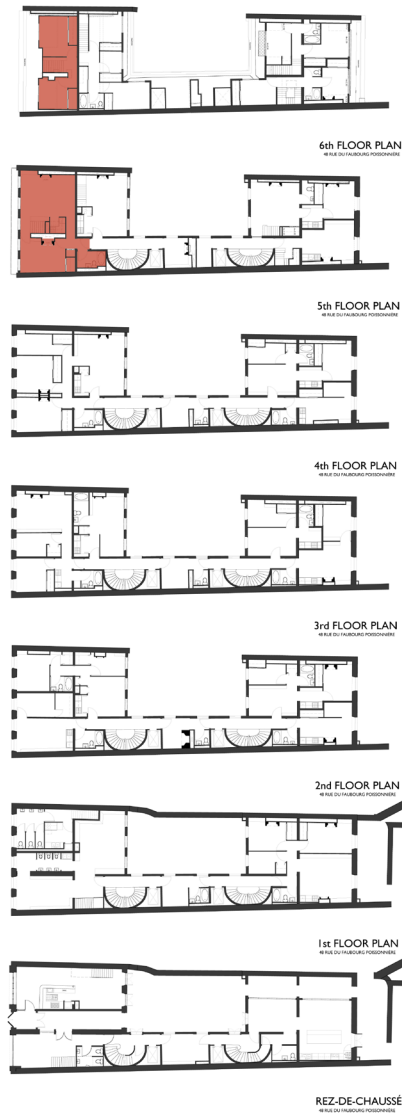 6th FLOOR PLAN
48 RUE DU FAUBOURG POISSONNIÈRE
5th FLOOR PLAN
48 RUE DU FAUBOURG POISSONNIÈRE
4th FLOOR PLAN
48 RUE DU FAUBOURG POISSONNIÈRE
3rd FLOOR PLAN
48 RUE DU FAUBOURG POISSONNIÈRE
2nd FLOOR PLAN
48 RUE DU FAUBOURG POISSONNIÈRE
1st FLOOR PLAN
48 RUE DU FAUBOURG POISSONNIÈRE
REZ-DE-CHAUSSÉ
48 RUE DU FAUBOURG POISSONNIÈRE